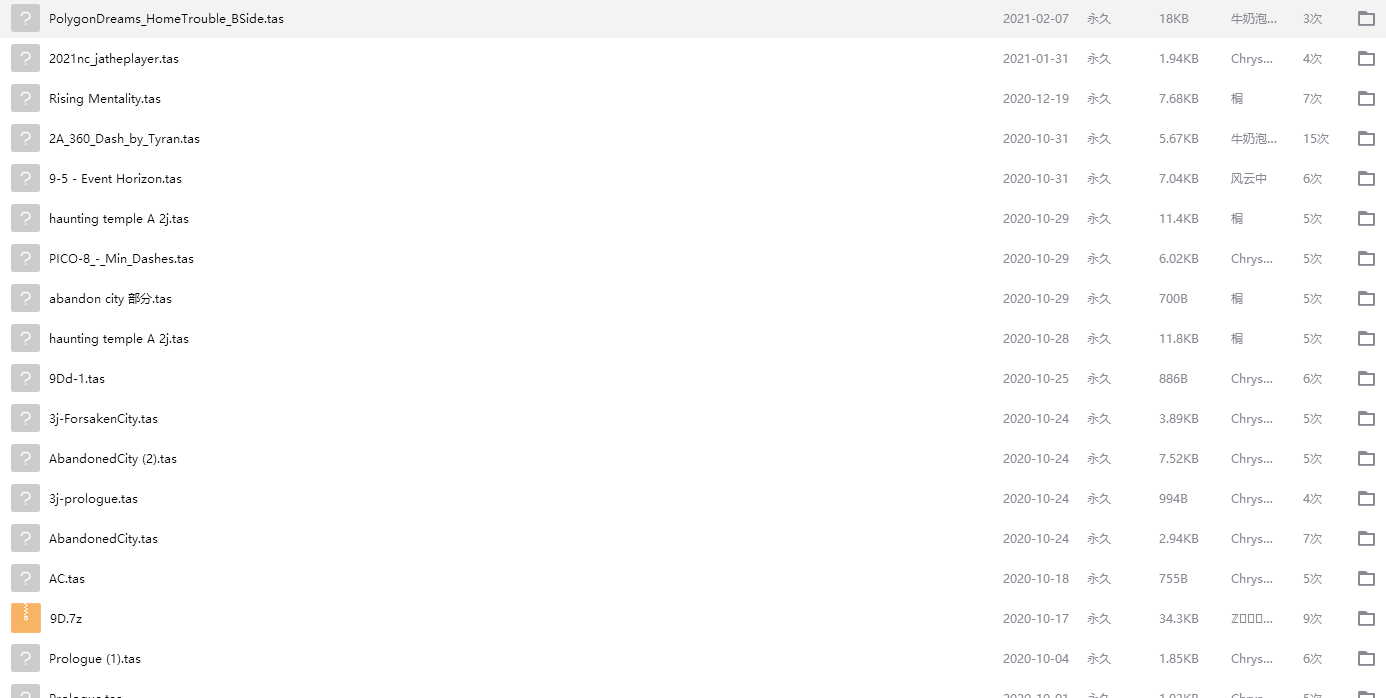 PolygonDreams_HomeTrouble_BSide.tas 2021-02-07 永久 18KB 牛奶泡... 3次
2021nc_jatheplayer.tas 2021-01-31 永久 1.94KB Chrys... 4次
Rising Mentality.tas 2020-12-19 永久 7.68KB 桐 7次
2A_360_Dash_by_Tyran.tas 2020-10-31 永久 5.67KB 牛奶泡... 15次
9-5 - Event Horizon.tas 2020-10-31 永久 7.04KB 风云中 6次
haunting temple A 2j.tas 2020-10-29 永久 11.4KB 桐 5次
PICO-8_-_Min_Dashes.tas 2020-10-29 永久 6.02KB Chrys... 5次
abandon city 部分.tas 2020-10-29 永久 700B 桐 5次
haunting temple A 2j.tas 2020-10-28 永久 11.8KB 桐 5次
9Dd-1.tas 2020-10-25 永久 886B Chrys... 6次
3j-ForsakenCity.tas 2020-10-24 永久 3.89KB Chrys... 5次
AbandonedCity (2).tas 2020-10-24 永久 7.52KB Chrys... 5次
3j-prologue.tas 2020-10-24 永久 994B Chrys... 4次
AbandonedCity.tas 2020-10-24 永久 2.94KB Chrys... 7次
AC.tas 2020-10-18 永久 755B Chrys... 5次
9D.7z 2020-10-17 永久 34.3KB 9次
Prologue (1).tas 2020-10-04 永久 1.85KB Chrys... 6次